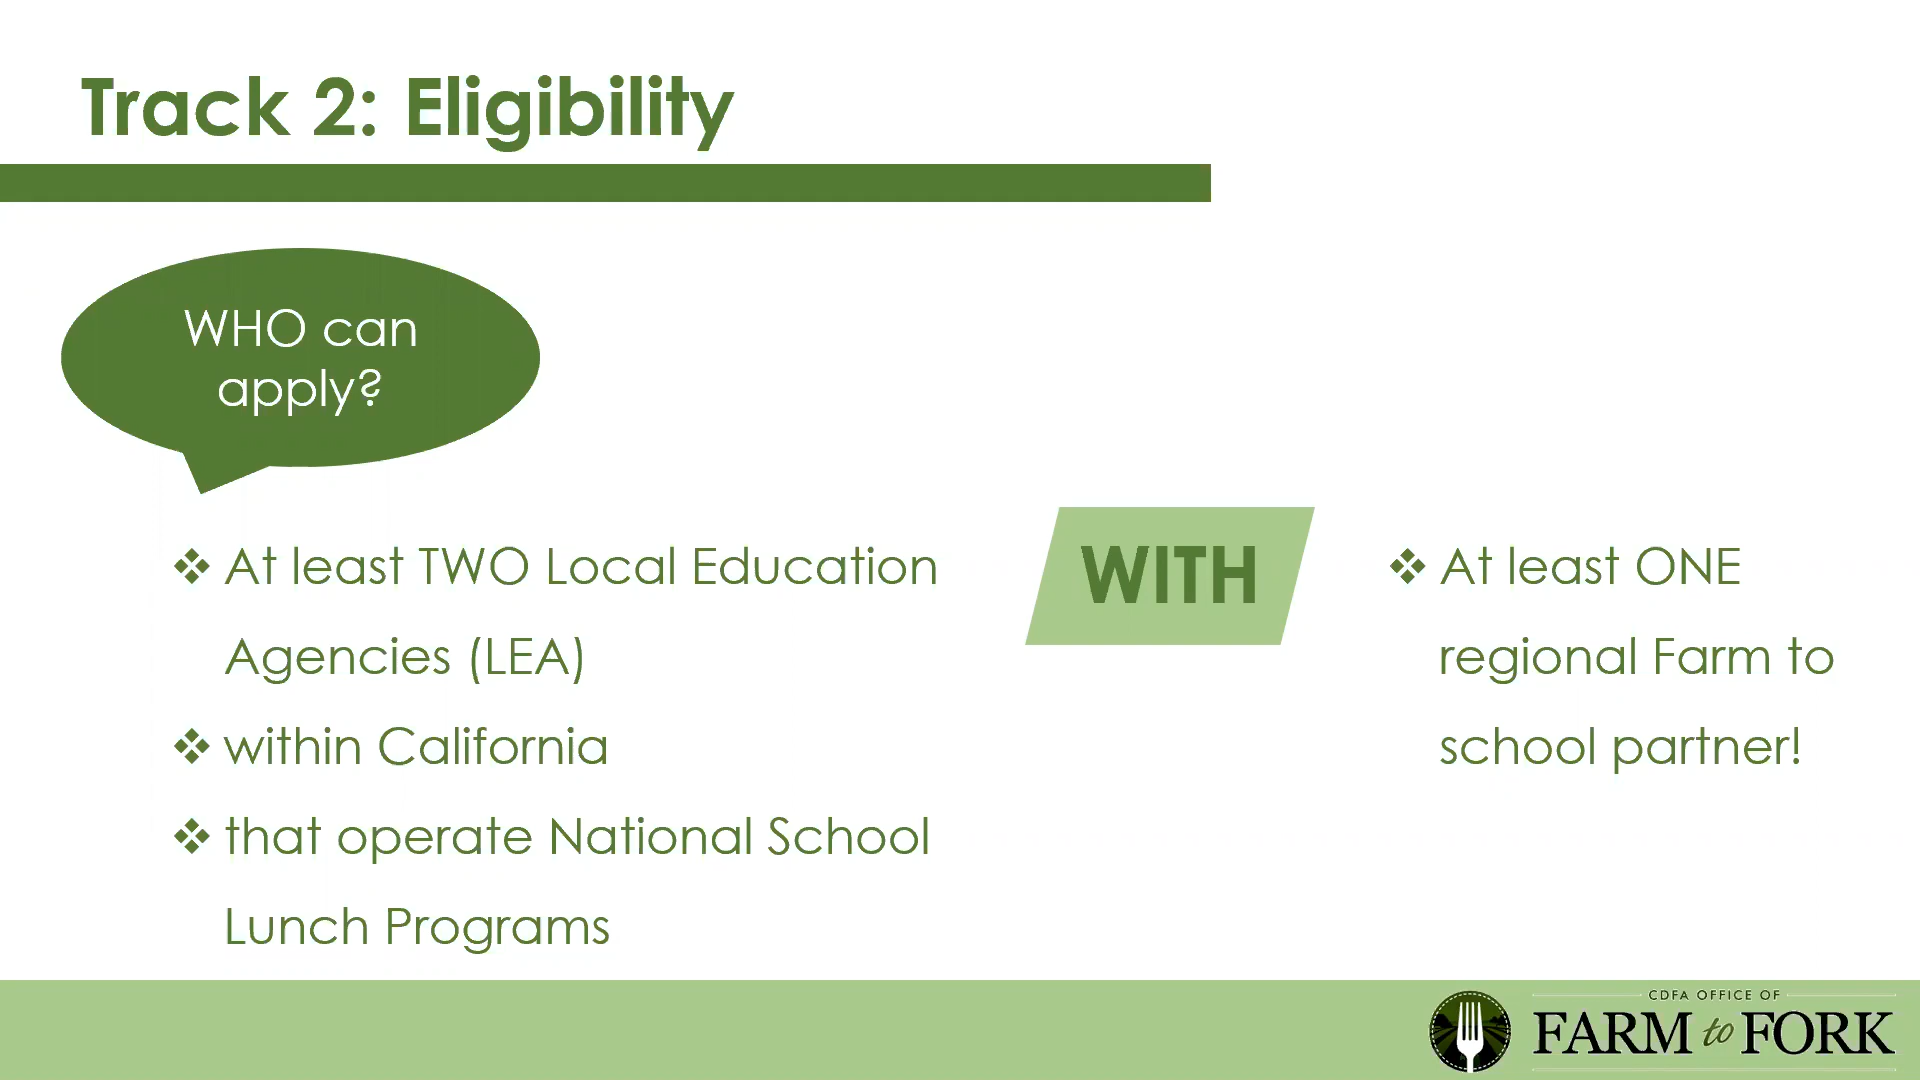 Track 2: Eligibility
WHO can
apply?
❖ At least TWO Local Education
Agencies (LEA)
❖ within California
❖ that operate National School
Lunch Programs
WITH
❖ At least ONE
regional Farm to
school partner!
CDFA OFFICE OF
FARM to FORK